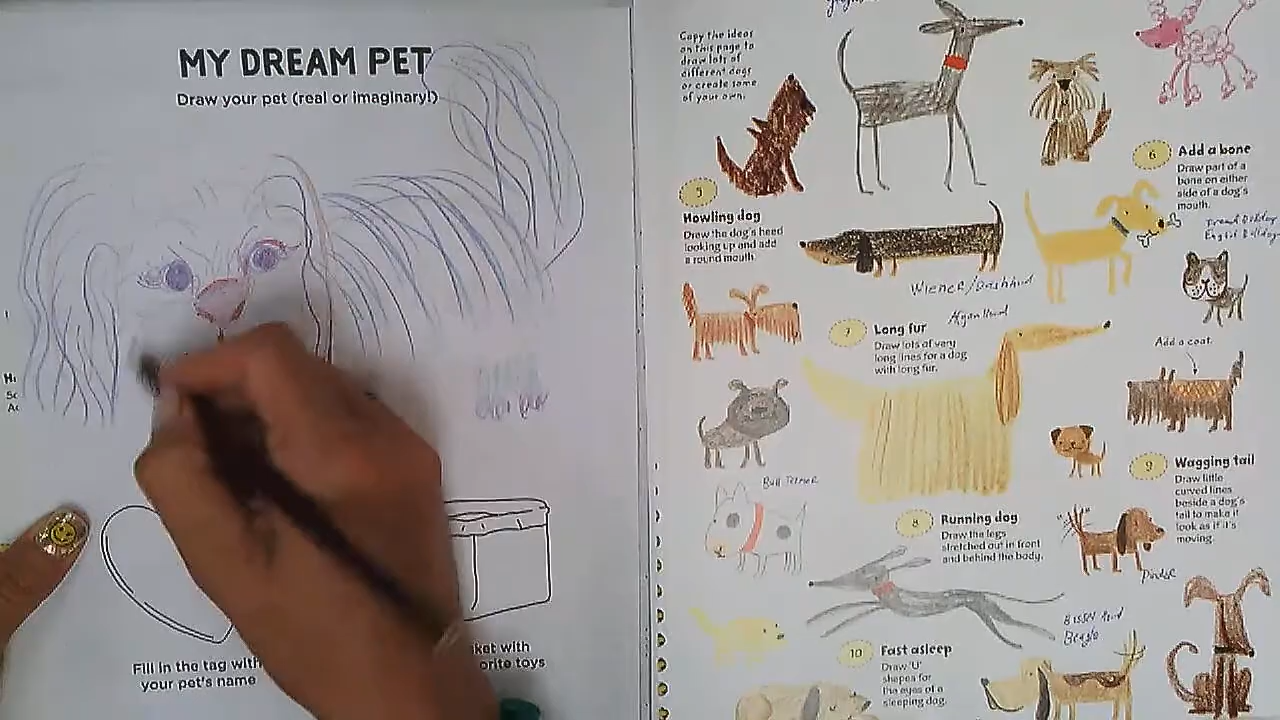 MY DREAM PET
Draw your pet (real or imaginary!)
Fill in the tag with
your pet's name
ket with
orite toys
Copy the ideas
on this page to
draw lots of
different dogs
or create some
of your own.
5
Howling dog
Draw the dog's head
looking up and add
a round mouth.
6
Add a bone
Draw part of a
bone on either
side of a dog's
mouth.
French Bulldog
English Bulldog
Wiener/Dashhund
Afgan Hund
7
Long fur
Draw lots of very
long lines for a dog
with long fur.
Add a coat.
9
Wagging tail
Draw little
curved lines
beside a dog's
tail to make it
look as if it's
moving.
Bull Terrier
8
Running dog
Draw the legs
stretched out in front
and behind the body.
Beagle
10
Fast asleep
Draw 'U'
shapes for
the eyes of a
sleeping dog.